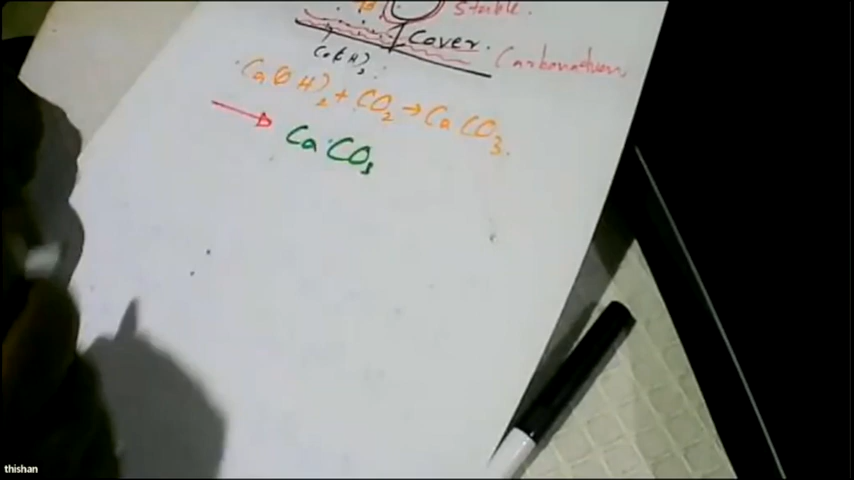 Stable.
Cover.
Carbonation.
Ca(OH)2 + CO2 → CaCO3.
CaCO3
thishan